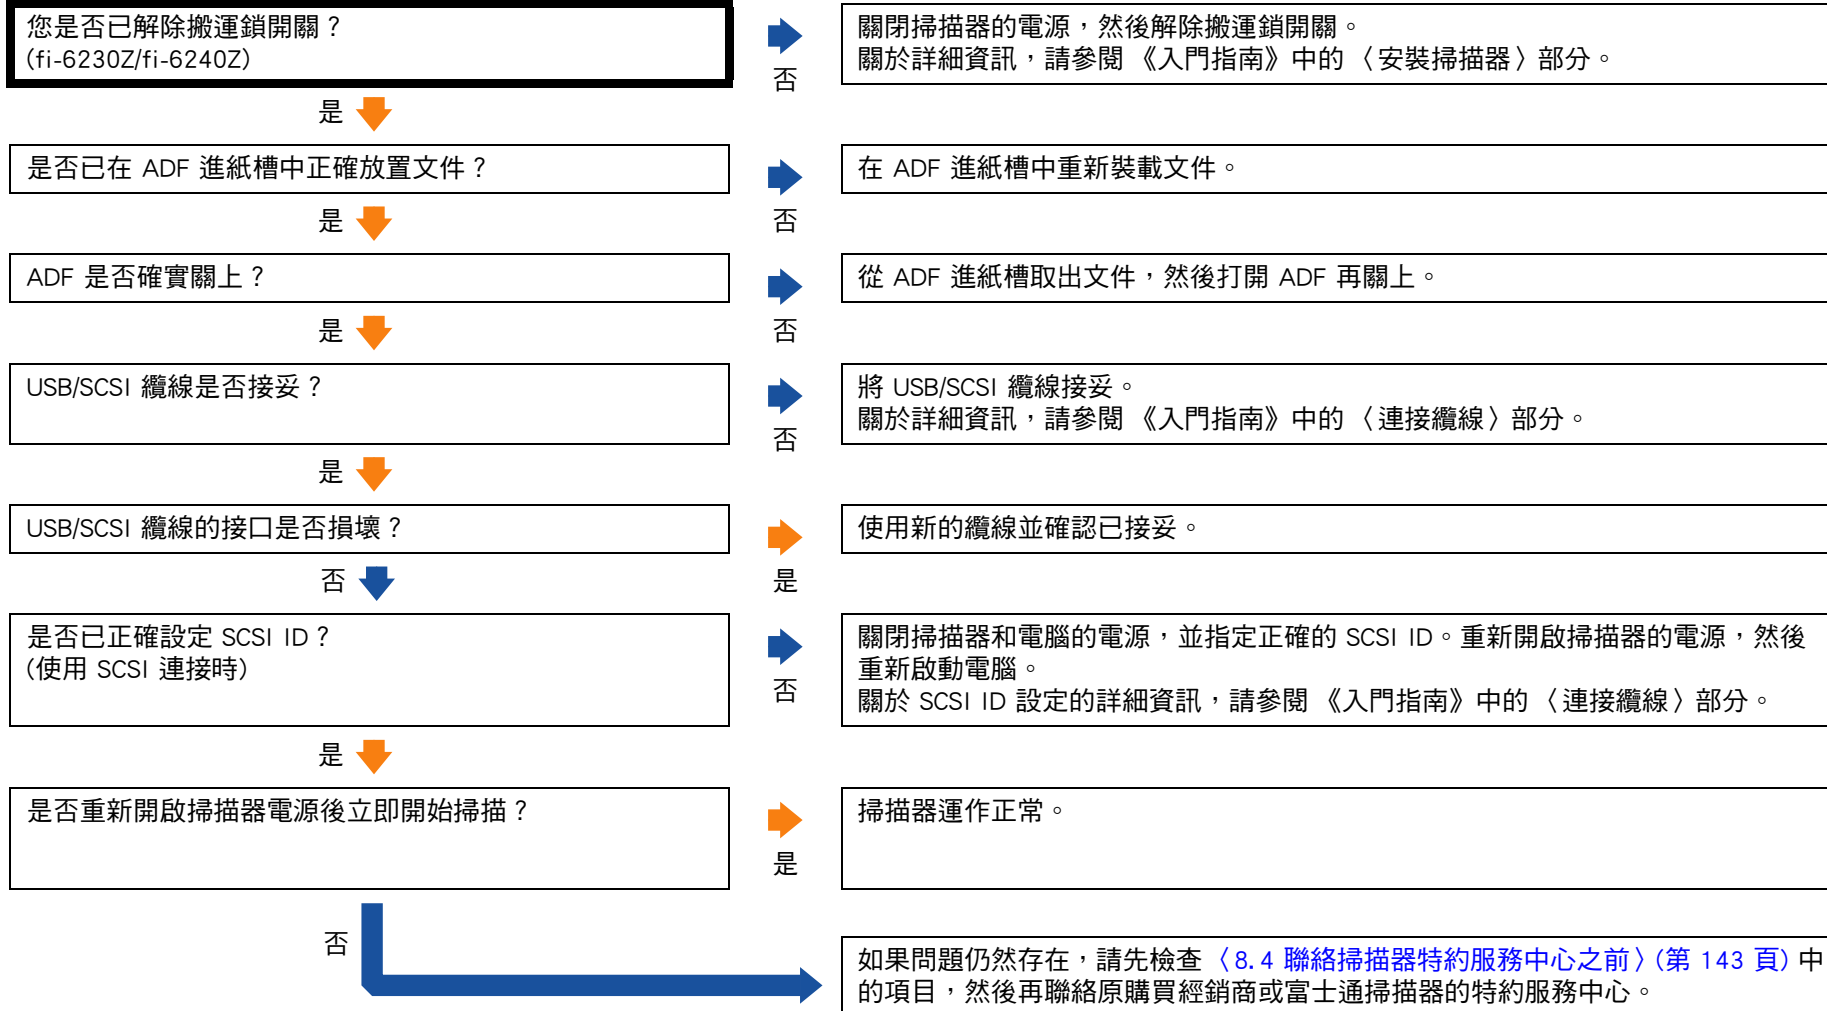 您是否已解除搬運鎖開關？
(fi-6230Z/fi-6240Z)
否
關閉掃描器的電源，然後解除搬運鎖開關。
關於詳細資訊，請參閱《入門指南》中的〈安裝掃描器〉部分。
是
是否已在 ADF 進紙槽中正確放置文件？
否
在 ADF 進紙槽中重新裝載文件。
是
ADF 是否確實關上？
否
從 ADF 進紙槽取出文件，然後打開 ADF 再關上。
是
USB/SCSI 纜線是否接妥？
否
將 USB/SCSI 纜線接妥。
關於詳細資訊，請參閱《入門指南》中的〈連接纜線〉部分。
是
USB/SCSI 纜線的接口是否損壞？
是
使用新的纜線並確認已接妥。
否
是否已正確設定 SCSI ID？
(使用 SCSI 連接時)
否
關閉掃描器和電腦的電源，並指定正確的 SCSI ID。重新開啟掃描器的電源，然後
重新啟動電腦。
關於 SCSI ID 設定的詳細資訊，請參閱《入門指南》中的〈連接纜線〉部分。
是
是否重新開啟掃描器電源後立即開始掃描？
是
掃描器運作正常。
否
如果問題仍然存在，請先檢查〈8.4 聯絡掃描器特約服務中心之前〉(第 143 頁) 中
的項目，然後再聯絡原購買經銷商或富士通掃描器的特約服務中心。